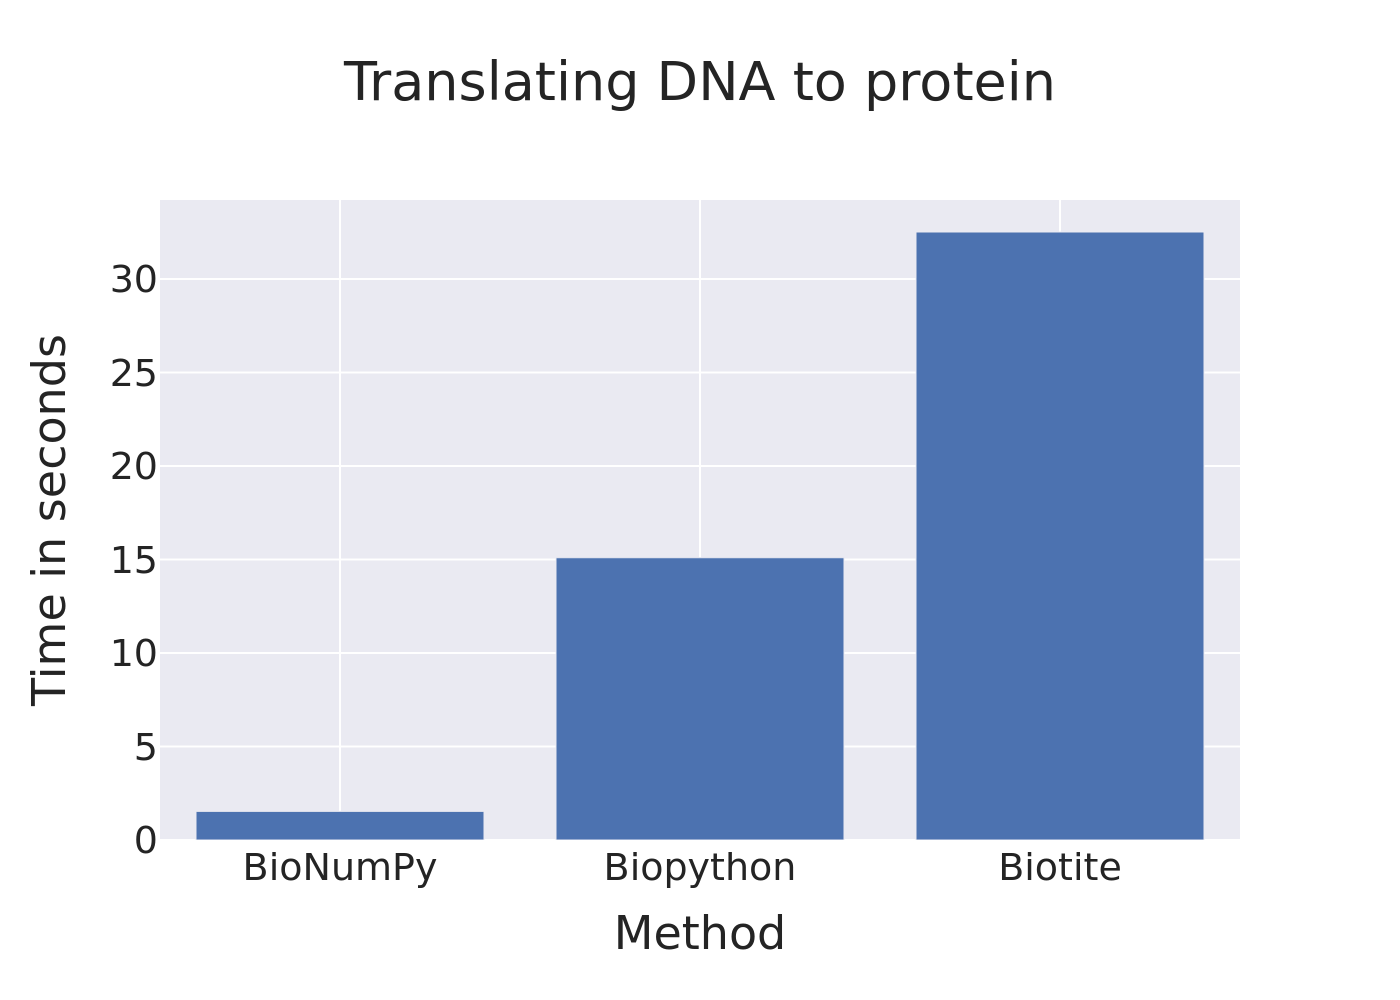 Translating DNA to protein
Time in seconds
30
25
20
15
10
5
0
BioNumPy Biopython Biotite
Method